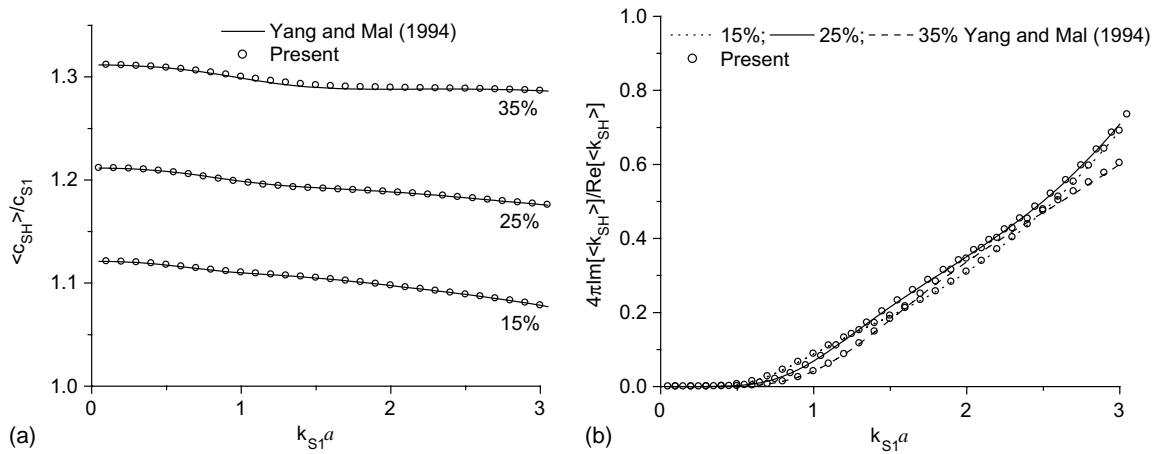 Yang and Mal (1994)
Present
<c_SH>/c_S1
1.3
1.2
1.1
1.0
35%
25%
15%
0
1
2
3
k_S1a
(a)
15%; 25%; 35% Yang and Mal (1994)
Present
4πIm[<k_SH>]/Re[<k_SH>]
1.0
0.8
0.6
0.4
0.2
0.0
0
1
2
3
k_S1a
(b)